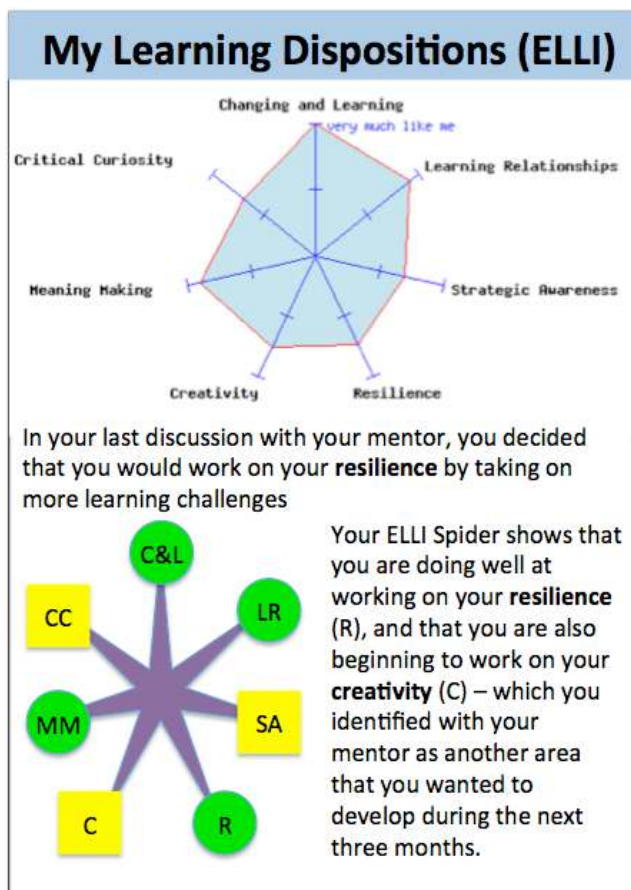 My Learning Dispositions (ELLI)
Changing and Learning
very much like me
Critical Curiosity
Learning Relationships
Meaning Making
Strategic Awareness
Creativity
Resilience
In your last discussion with your mentor, you decided
that you would work on your resilience by taking on
more learning challenges
C&L
LR
CC
MM
SA
C
R
Your ELLI Spider shows that
you are doing well at
working on your resilience
(R), and that you are also
beginning to work on your
creativity (C) – which you
identified with your
mentor as another area
that you wanted to
develop during the next
three months.